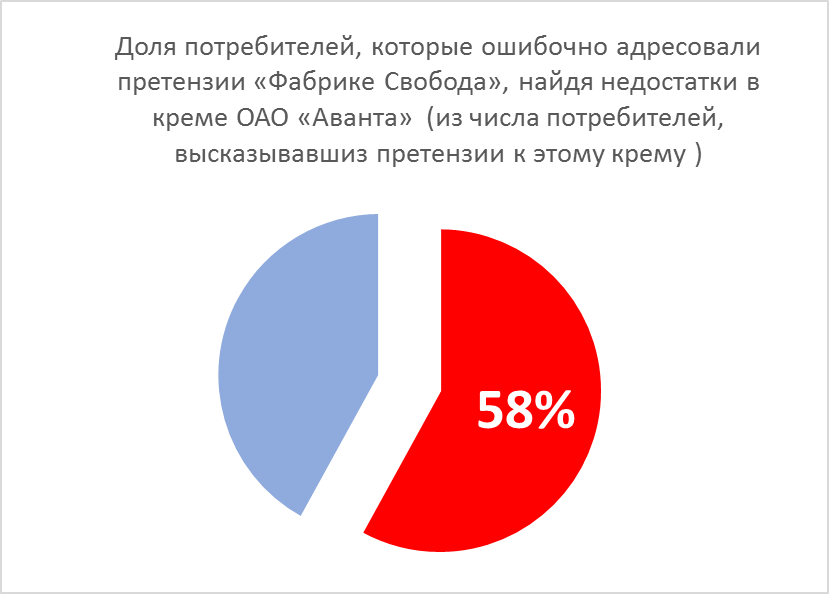 Доля потребителей, которые ошибочно адресовали
претензии «Фабрике Свобода», найдя недостатки в
креме ОАО «Аванта»  (из числа потребителей,
высказывавшиз претензии к этому крему )
58%